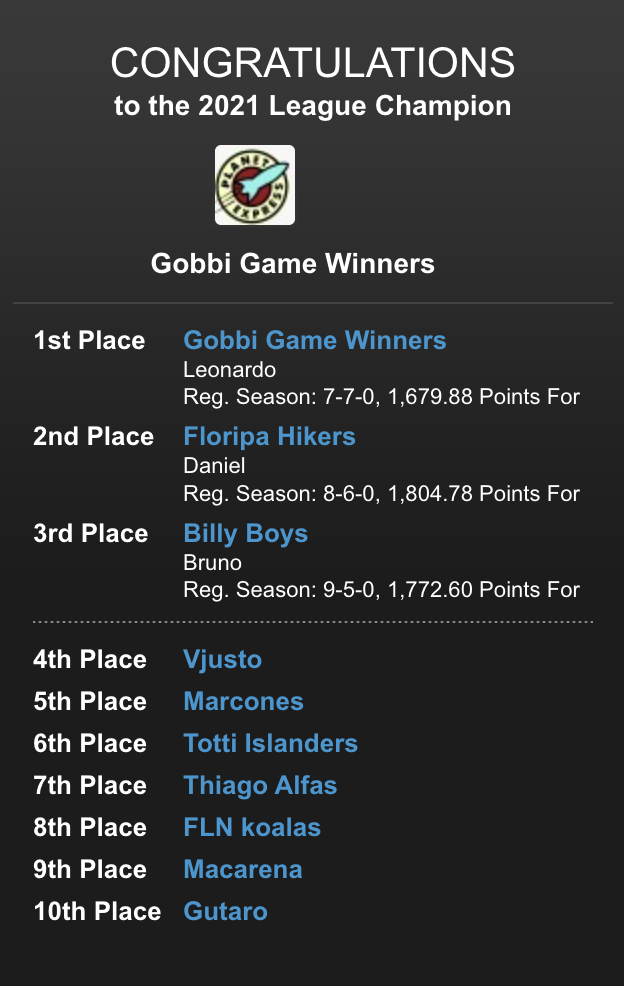 CONGRATULATIONS
to the 2021 League Champion
PLANET
EXPRESS
Gobbi Game Winners
1st Place Gobbi Game Winners
Leonardo
Reg. Season: 7-7-0, 1,679.88 Points For
2nd Place Floripa Hikers
Daniel
Reg. Season: 8-6-0, 1,804.78 Points For
3rd Place Billy Boys
Bruno
Reg. Season: 9-5-0, 1,772.60 Points For
4th Place Vjusto
5th Place Marcones
6th Place Totti Islanders
7th Place Thiago Alfas
8th Place FLN koalas
9th Place Macarena
10th Place Gutaro